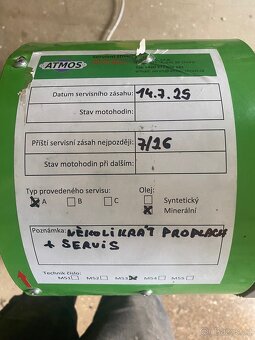 ATMOS
Datum servisního zásahu: 14.7.25
Stav motohodin:
Příští servisní zásah nejpozději: 7/26
Stav motohodin při dalším:
Typ provedeného servisu: Olej:
A B C Syntetický
Minerální
Poznámka: NĚKOLIKRÁT PROPLACH
+ SERVIS
Technik číslo:
MS1 MS2 MS3 MS4 MS5